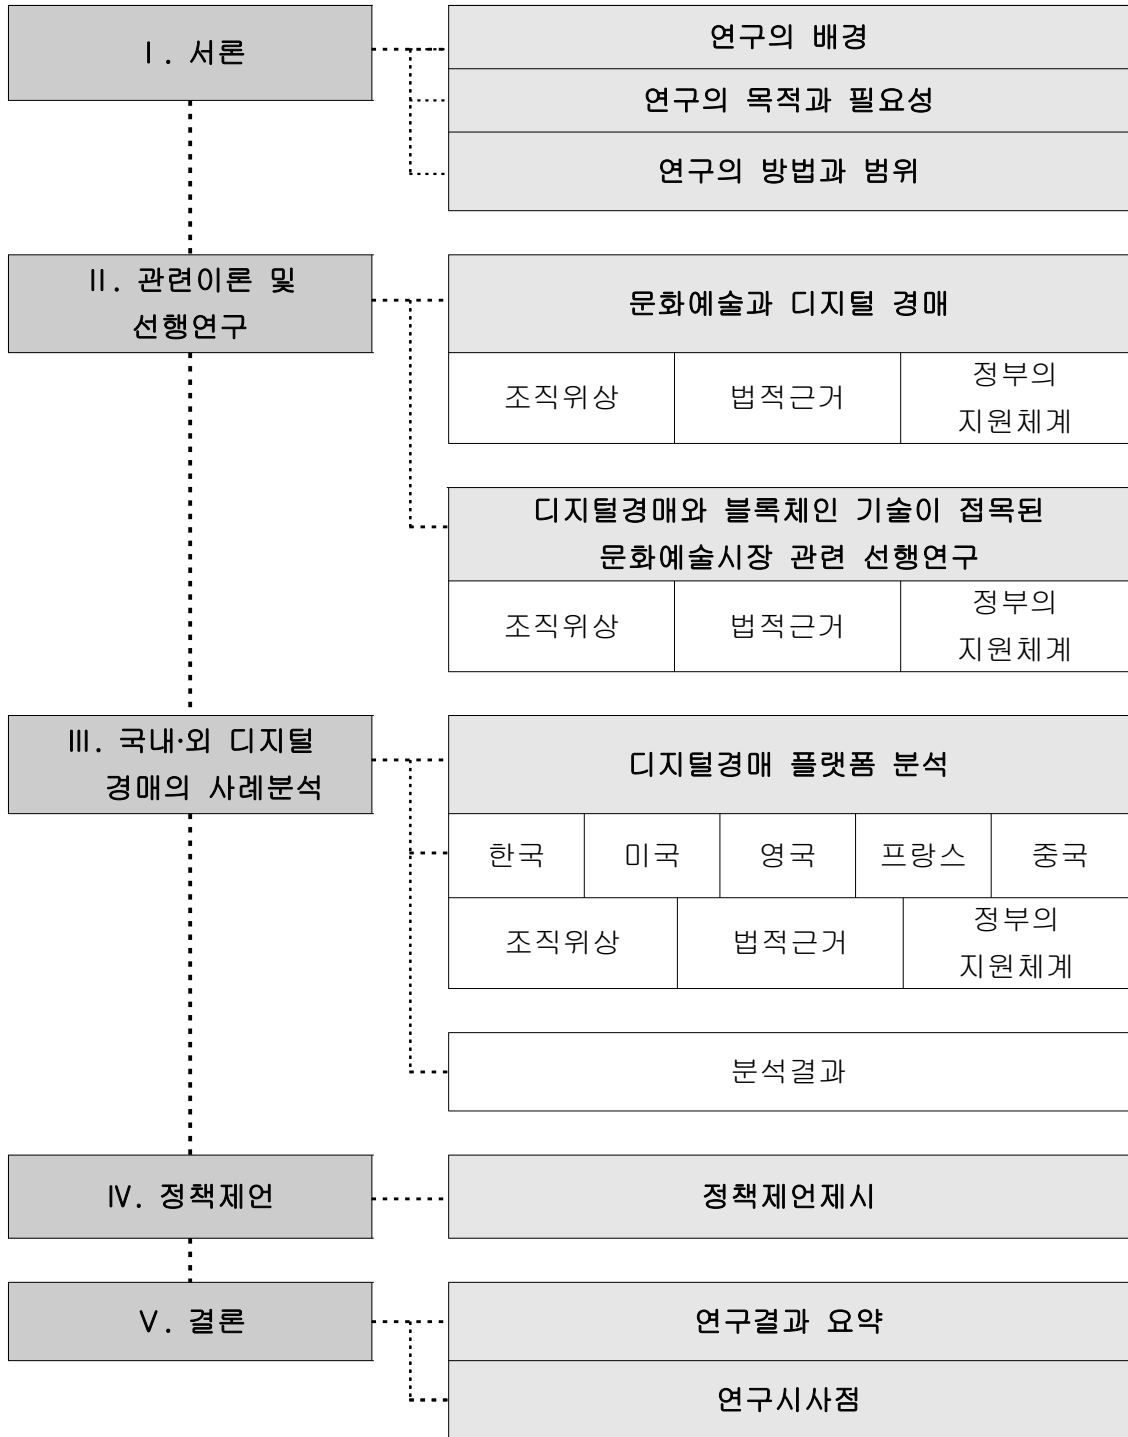 Ⅰ. 서론
연구의 배경
연구의 목적과 필요성
연구의 방법과 범위
Ⅱ. 관련이론 및
선행연구
문화예술과 디지털 경매
조직위상
법적근거
정부의
지원체계
디지털경매와 블록체인 기술이 접목된
문화예술시장 관련 선행연구
조직위상
법적근거
정부의
지원체계
Ⅲ. 국내·외 디지털
경매의 사례분석
디지털경매 플랫폼 분석
한국
미국
영국
프랑스
중국
조직위상
법적근거
정부의
지원체계
분석결과
Ⅳ. 정책제언
정책제언제시
Ⅴ. 결론
연구결과 요약
연구시사점